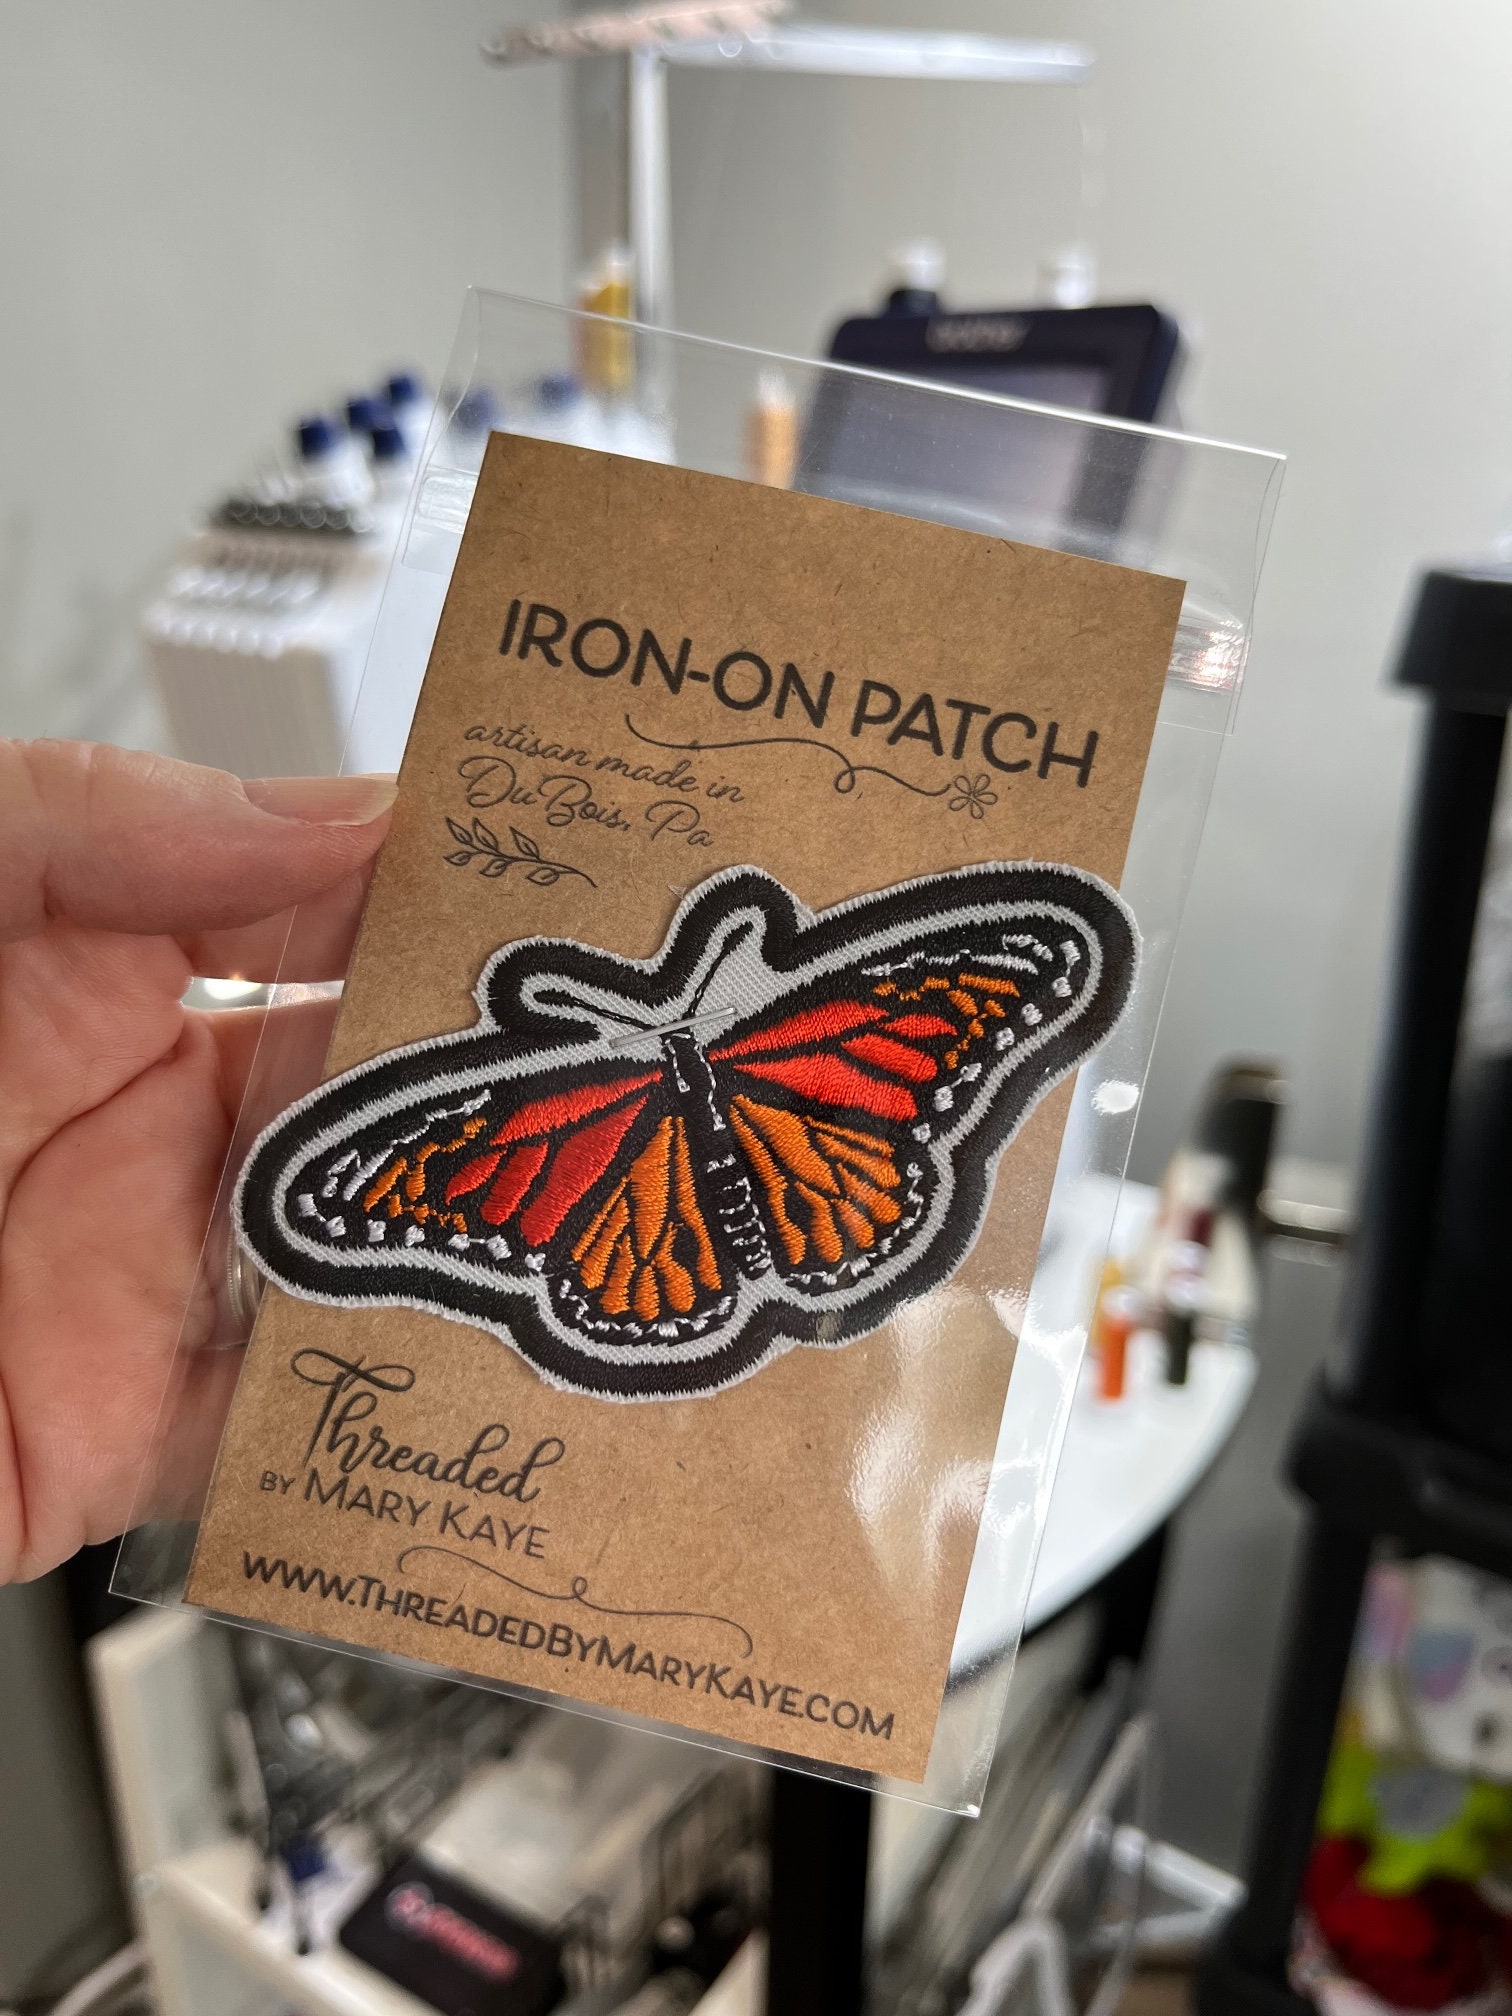 IRON-ON PATCH
artisan made in
DuBois, Pa
Threaded
BY MARY KAYE
WWW.THREADEDBYMARYKAYE.COM